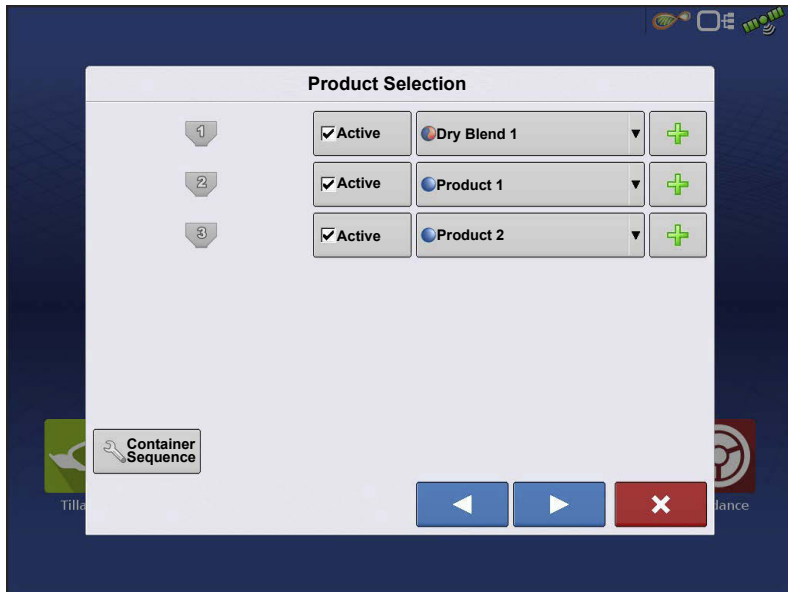 Product Selection
1 Active Dry Blend 1
2 Active Product 1
3 Active Product 2
Container
Sequence
Tilla
dance